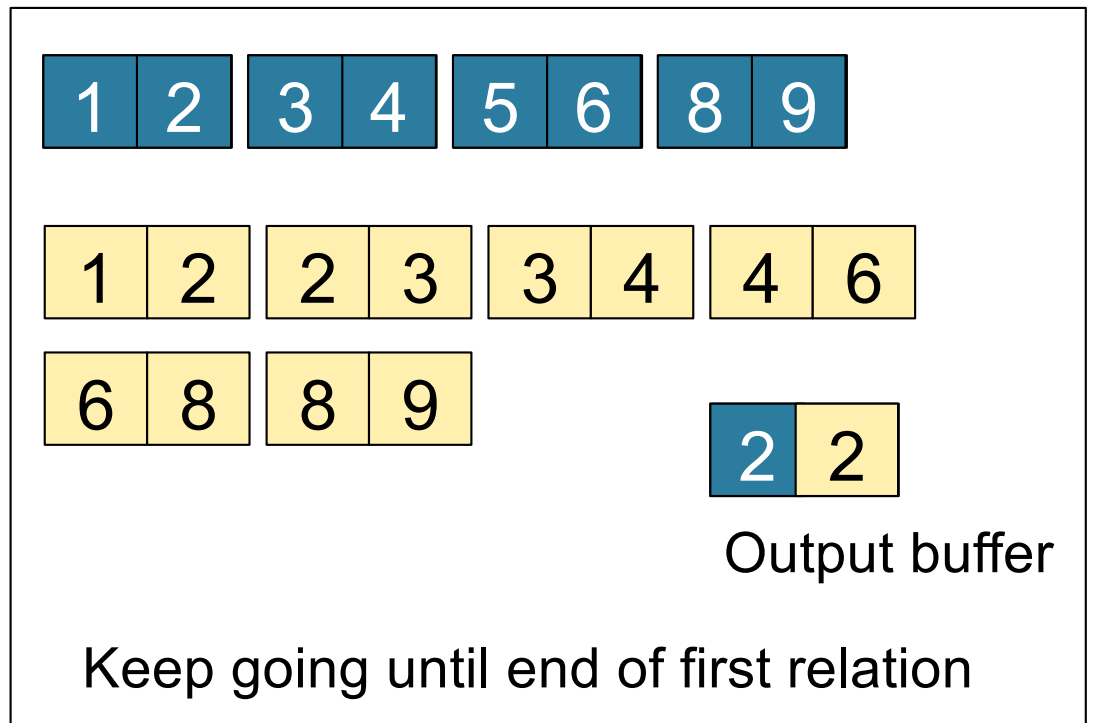 1 2 3 4 5 6 8 9
1 2 2 3 3 4 4 6
6 8 8 9
2 2
Output buffer
Keep going until end of first relation